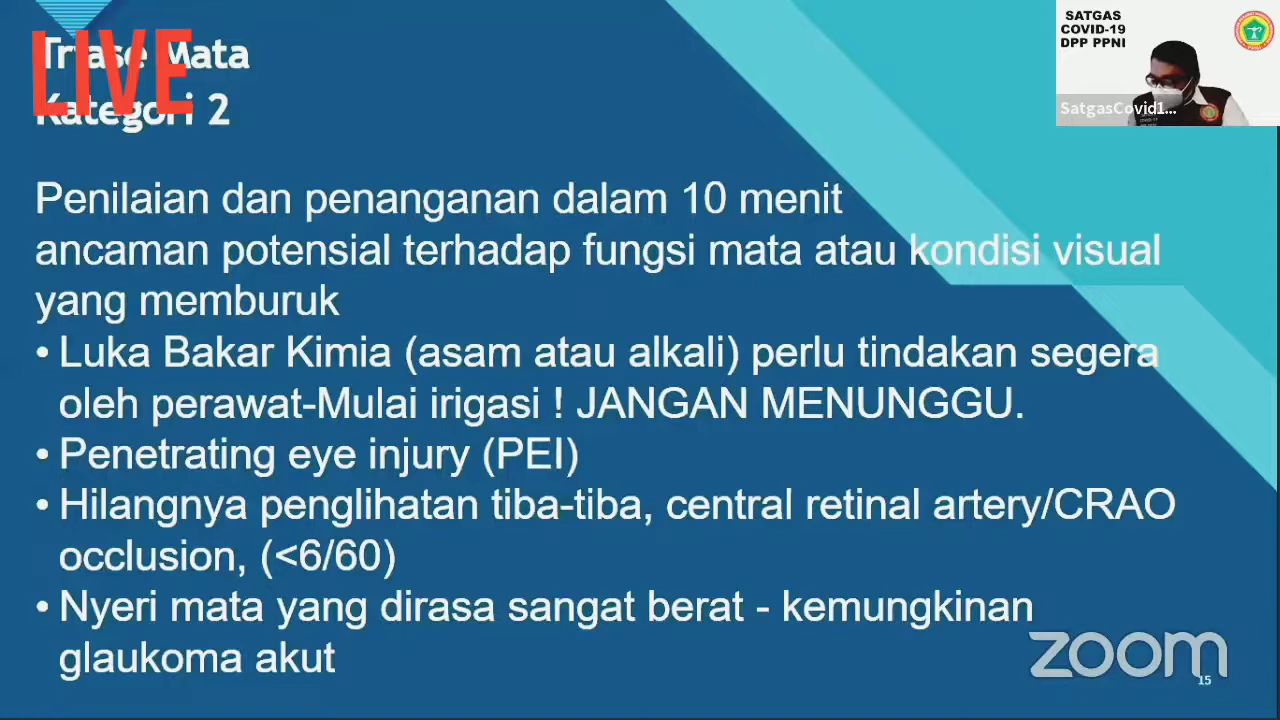 LIVE
Triase Mata
Kategori 2
SATGAS
COVID-19
DPP PPNI
SatgasCovid1...
Penilaian dan penanganan dalam 10 menit
ancaman potensial terhadap fungsi mata atau kondisi visual
yang memburuk
• Luka Bakar Kimia (asam atau alkali) perlu tindakan segera
oleh perawat-Mulai irigasi ! JANGAN MENUNGGU.
• Penetrating eye injury (PEI)
• Hilangnya penglihatan tiba-tiba, central retinal artery/CRAO
occlusion, (<6/60)
• Nyeri mata yang dirasa sangat berat - kemungkinan
glaukoma akut
zoom
15